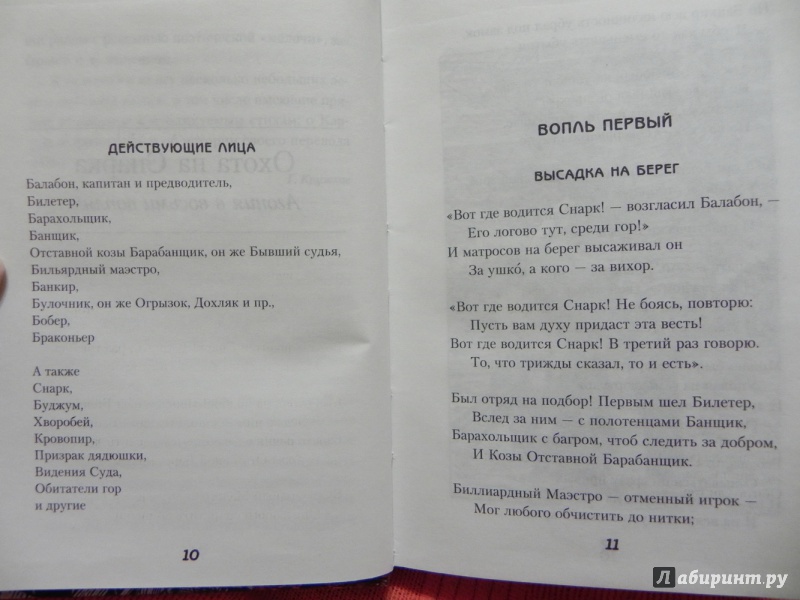 ДЕЙСТВУЮЩИЕ ЛИЦА
Балабон, капитан и предводитель,
Билетер,
Барахольщик,
Банщик,
Отставной козы Барабанщик, он же Бывший судья,
Бильярдный маэстро,
Банкир,
Булочник, он же Огрызок, Дохляк и пр.,
Бобер,
Браконьер
А также
Снарк,
Буджум,
Хворобей,
Кровопир,
Призрак дядюшки,
Видения Суда,
Обитатели гор
и другие
10
ВОПЛЬ ПЕРВЫЙ
ВЫСАДКА НА БЕРЕГ
«Вот где водится Снарк! — возгласил Балабон, —
Его логово тут, среди гор!»
И матросов на берег высаживал он
За ушко́, а кого — за вихор.
«Вот где водится Снарк! Не боясь, повторю:
Пусть вам духу придаст эта весть!
Вот где водится Снарк! В третий раз говорю.
То, что трижды сказал, то и есть».
Был отряд на подбор! Первым шел Билетер,
Вслед за ним — с полотенцами Банщик,
Барахольщик с багром, чтоб следить за добром,
И Козы Отставной Барабанщик.
Биллиардный Маэстро — отменный игрок —
Мог любого обчистить до нитки;
11
Лабиринт.ру